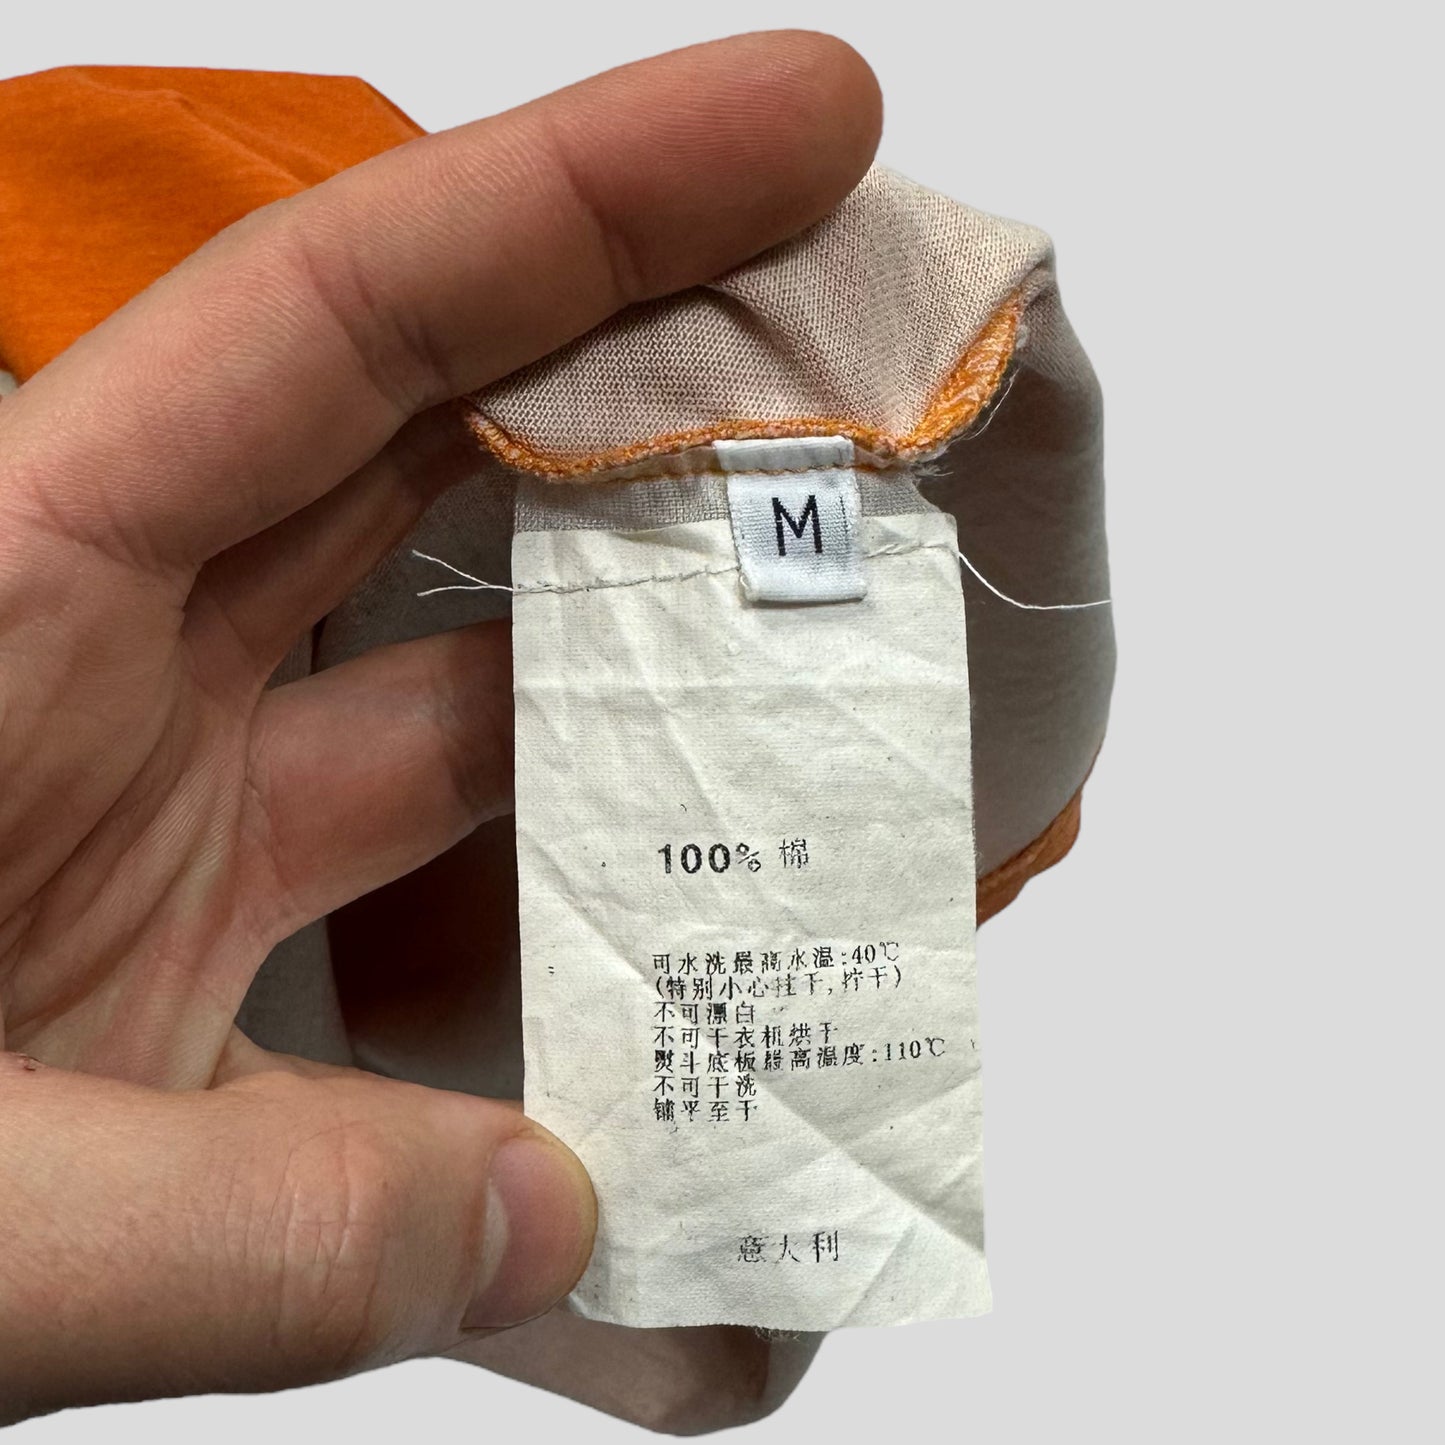 M
100% 棉
可水洗最高水温:40℃
(特别小心挂干,拧干)
不可漂白
不可干衣机烘干
熨斗底板最高温度:110℃
不可干洗
铺平至干
意大利